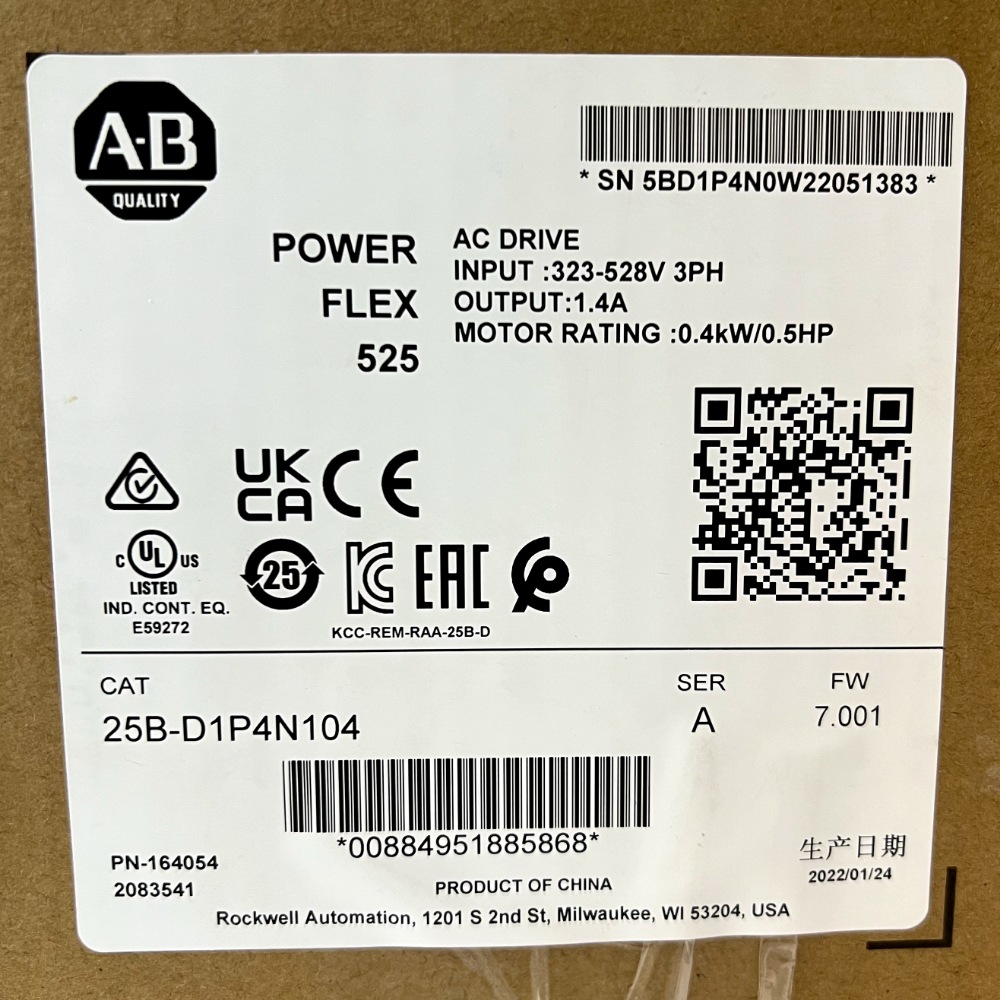 A-B
QUALITY
* SN 5BD1P4N0W22051383 *
POWER
FLEX
525
AC DRIVE
INPUT :323-528V 3PH
OUTPUT:1.4A
MOTOR RATING :0.4kW/0.5HP
UK
CA
CE
C UL US
LISTED
IND. CONT. EQ.
E59272
25
KC
EAC
KCC-REM-RAA-25B-D
CAT
25B-D1P4N104
SER
A
FW
7.001
*00884951885868*
PN-164054
2083541
PRODUCT OF CHINA
生产日期
2022/01/24
Rockwell Automation, 1201 S 2nd St, Milwaukee, WI 53204, USA